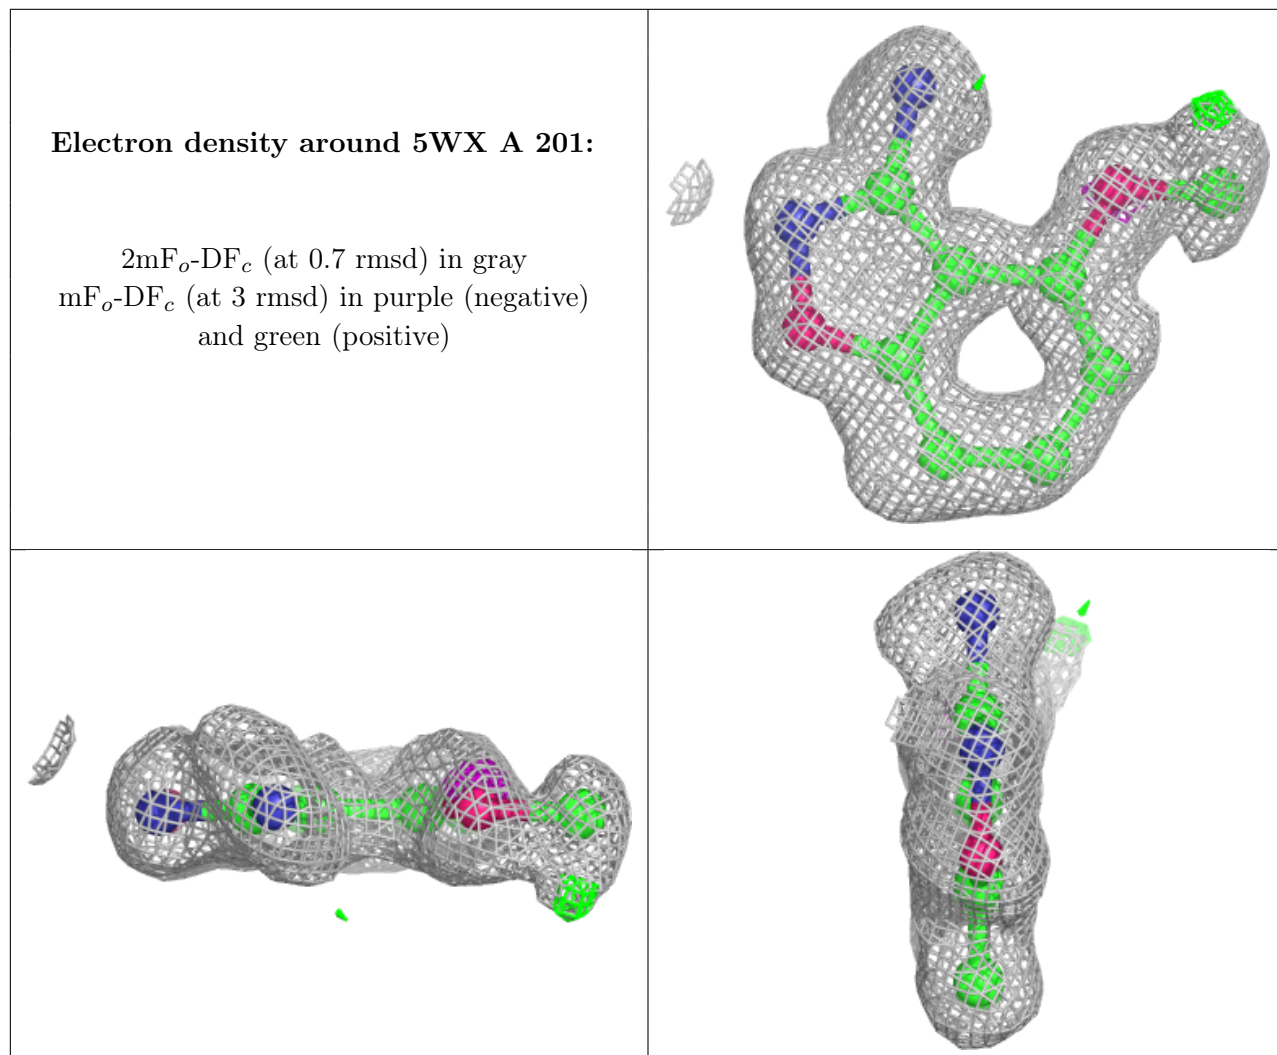 Electron density around 5WX A 201:
2mFₒ-DF𝒸 (at 0.7 rmsd) in gray
mFₒ-DF𝒸 (at 3 rmsd) in purple (negative)
and green (positive)